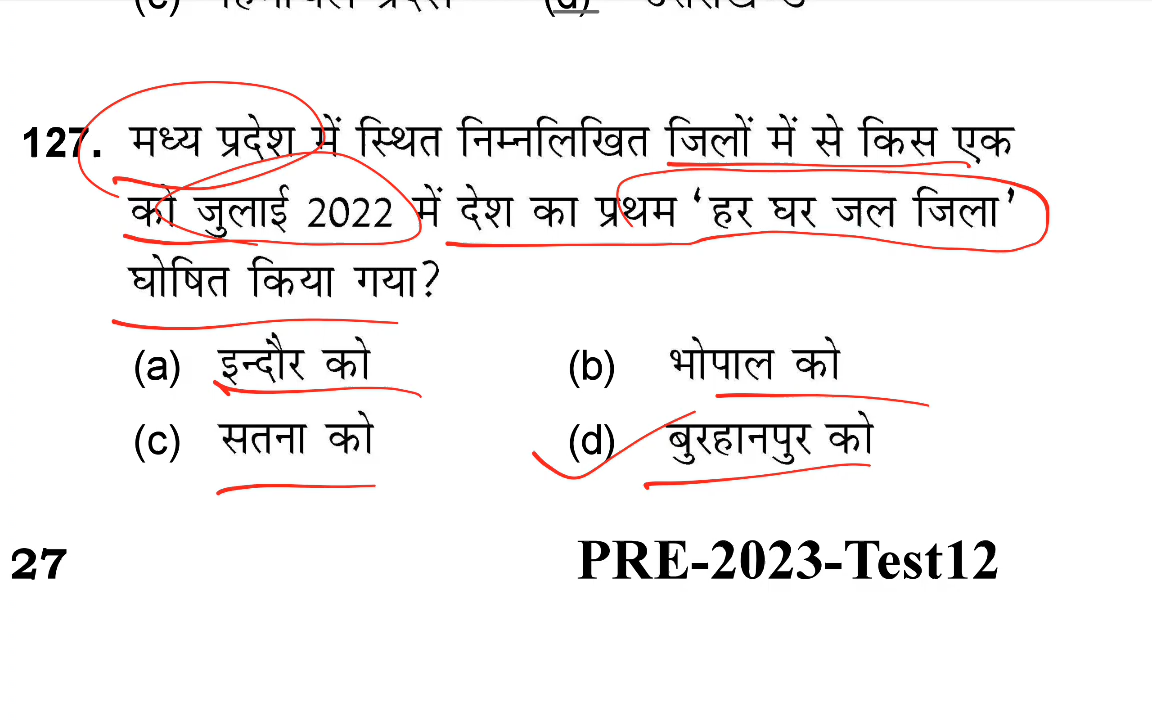 127. मध्य प्रदेश में स्थित निम्नलिखित जिलों में से किस एक
को जुलाई 2022 में देश का प्रथम ‘हर घर जल जिला’
घोषित किया गया?
(a) इन्दौर को (b) भोपाल को
(c) सतना को (d) बुरहानपुर को
27 PRE-2023-Test12